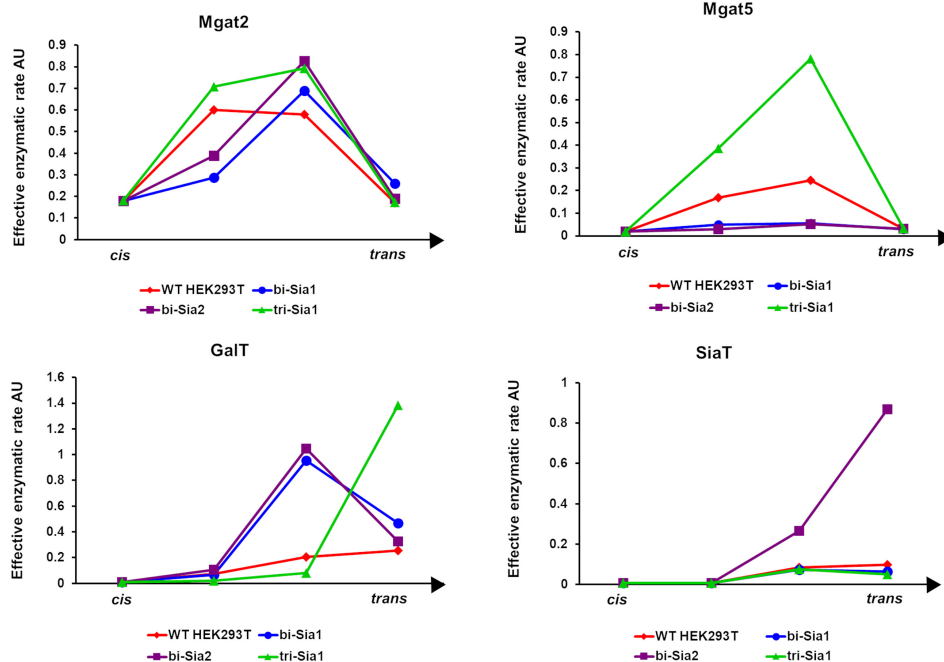 Mgat2
Effective enzymatic rate AU
0.9
0.8
0.7
0.6
0.5
0.4
0.3
0.2
0.1
0
cis trans
WT HEK293T bi-Sia1
bi-Sia2 tri-Sia1
Mgat5
Effective enzymatic rate AU
0.9
0.8
0.7
0.6
0.5
0.4
0.3
0.2
0.1
0
cis trans
WT HEK293T bi-Sia1
bi-Sia2 tri-Sia1
GalT
Effective enzymatic rate AU
1.6
1.4
1.2
1
0.8
0.6
0.4
0.2
0
cis trans
WT HEK293T bi-Sia1
bi-Sia2 tri-Sia1
SiaT
Effective enzymatic rate AU
1
0.8
0.6
0.4
0.2
0
cis trans
WT HEK293T bi-Sia1
bi-Sia2 tri-Sia1